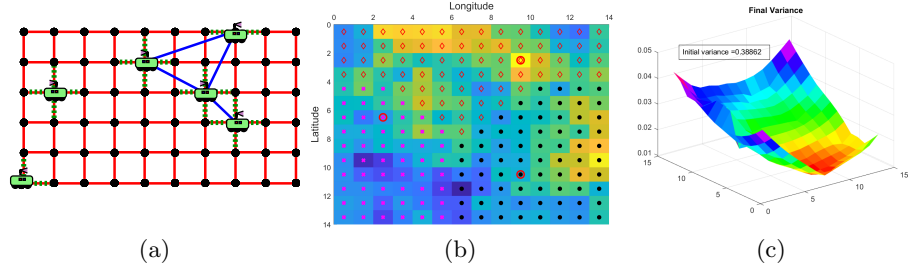 Longitude
0 2 4 6 8 10 12 14
0
2
4
6
8
10
12
14
Latitude
Final Variance
Initial variance =0.38862
0.05
0.04
0.03
0.02
0.01
15
10
5
0
0
5
10
15
(a)
(b)
(c)